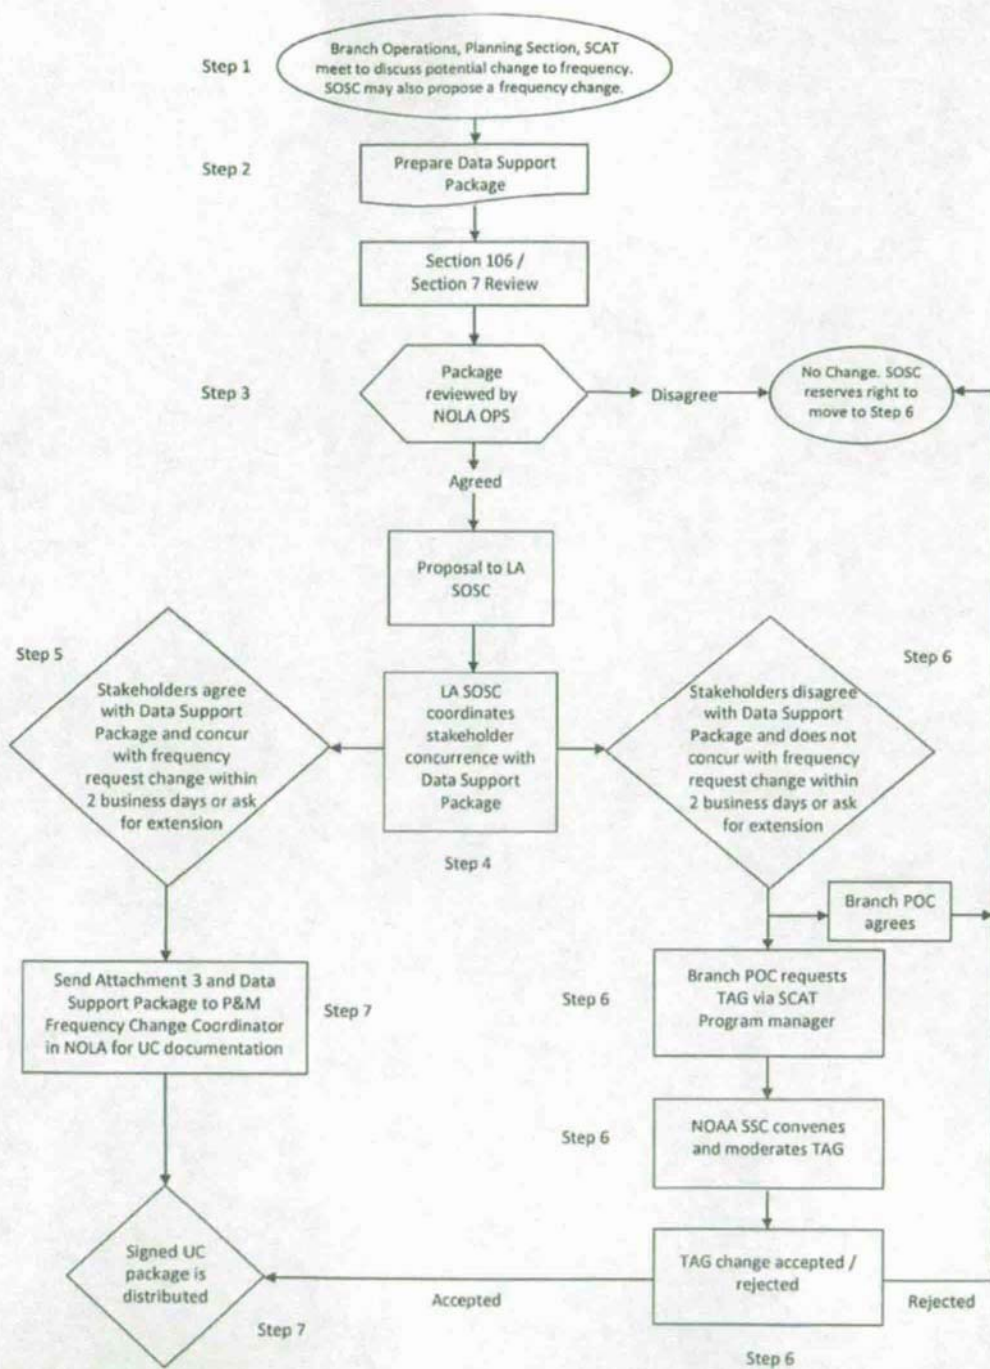 Step 1
Branch Operations, Planning Section, SCAT
meet to discuss potential change to frequency.
SOSC may also propose a frequency change.
Step 2
Prepare Data Support
Package
Section 106 /
Section 7 Review
Step 3
Package
reviewed by
NOLA OPS
Disagree
No Change. SOSC
reserves right to
move to Step 6
Agreed
Proposal to LA
SOSC
Step 5
Stakeholders agree
with Data Support
Package and concur
with frequency
request change within
2 business days or ask
for extension
LA SOSC
coordinates
stakeholder
concurrence with
Data Support
Package
Step 4
Step 6
Stakeholders disagree
with Data Support
Package and does not
concur with frequency
request change within
2 business days or ask
for extension
Branch POC
agrees
Send Attachment 3 and Data
Support Package to P&M
Frequency Change Coordinator
in NOLA for UC documentation
Step 7
Step 6
Branch POC requests
TAG via SCAT
Program manager
Step 6
NOAA SSC convenes
and moderates TAG
Signed UC
package is
distributed
Step 7
Accepted
TAG change accepted /
rejected
Rejected
Step 6